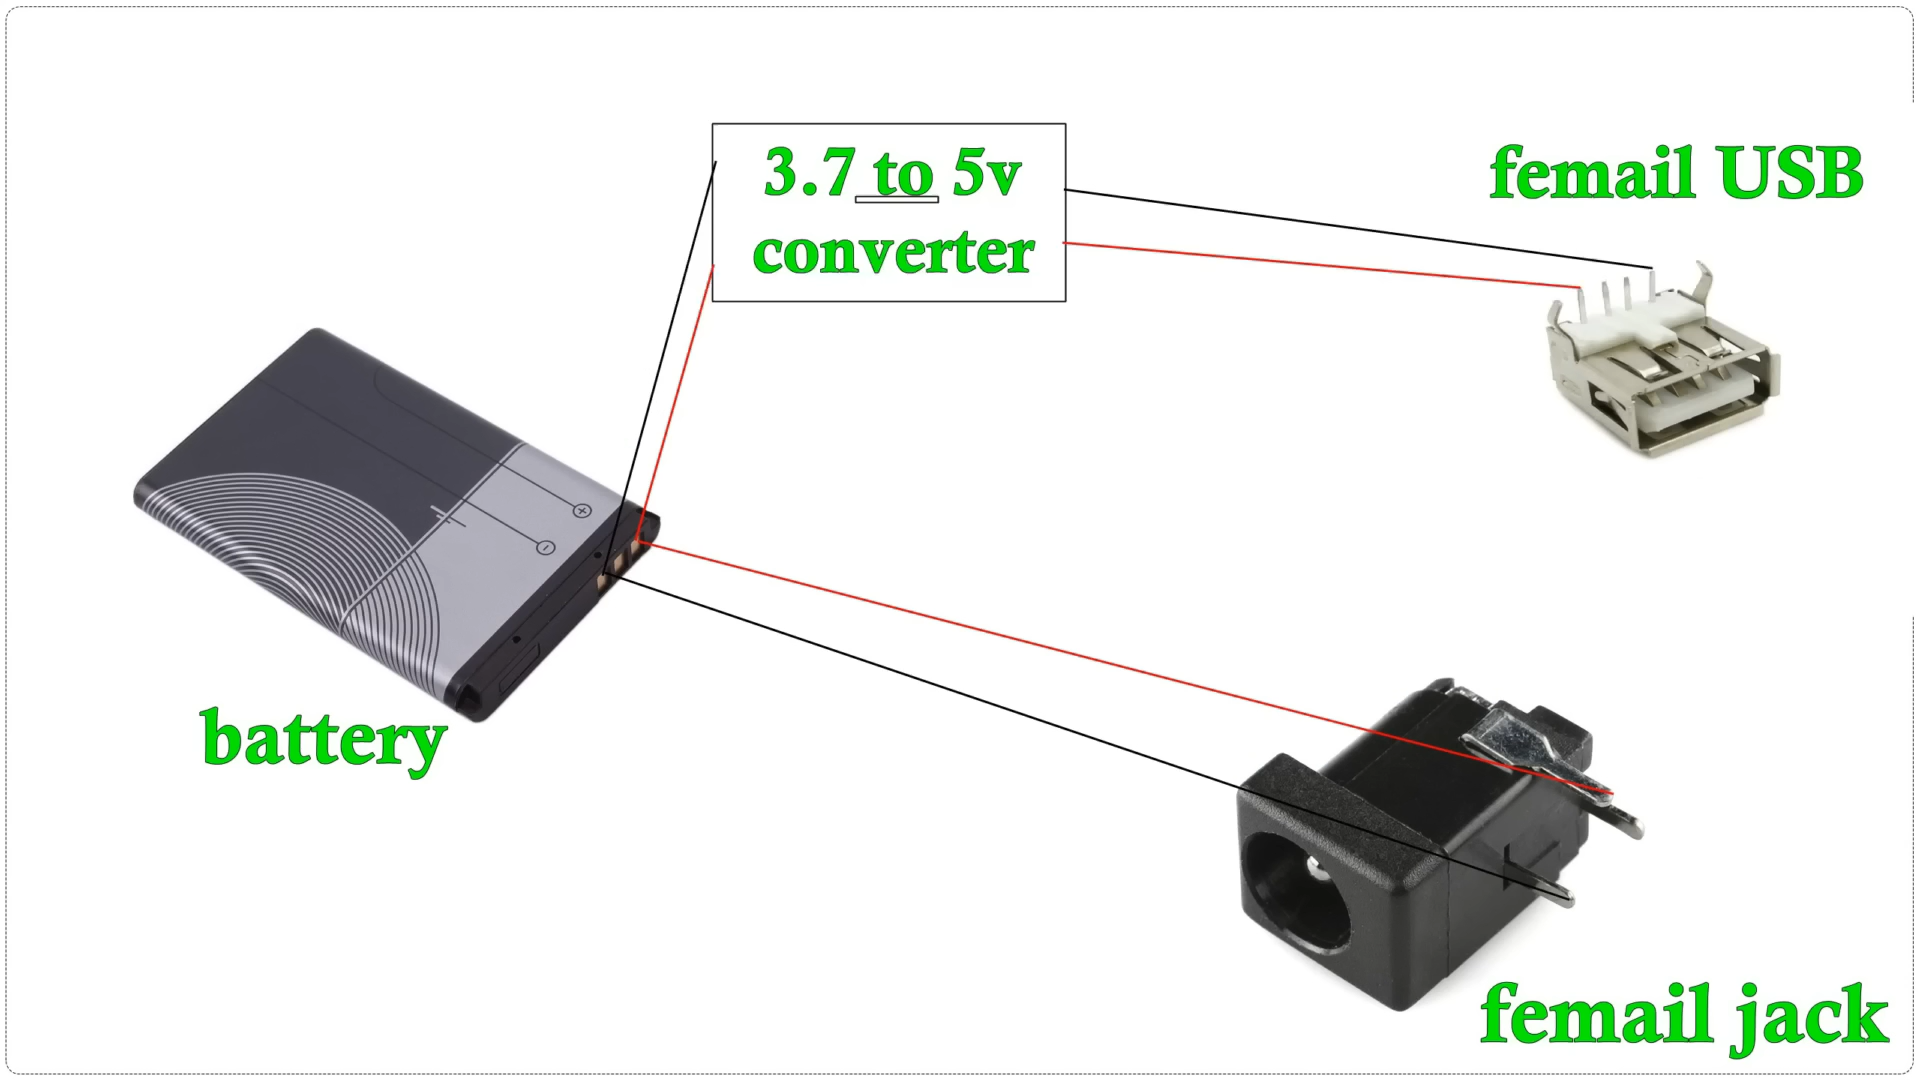 3.7 to 5v
converter
femail USB
battery
femail jack